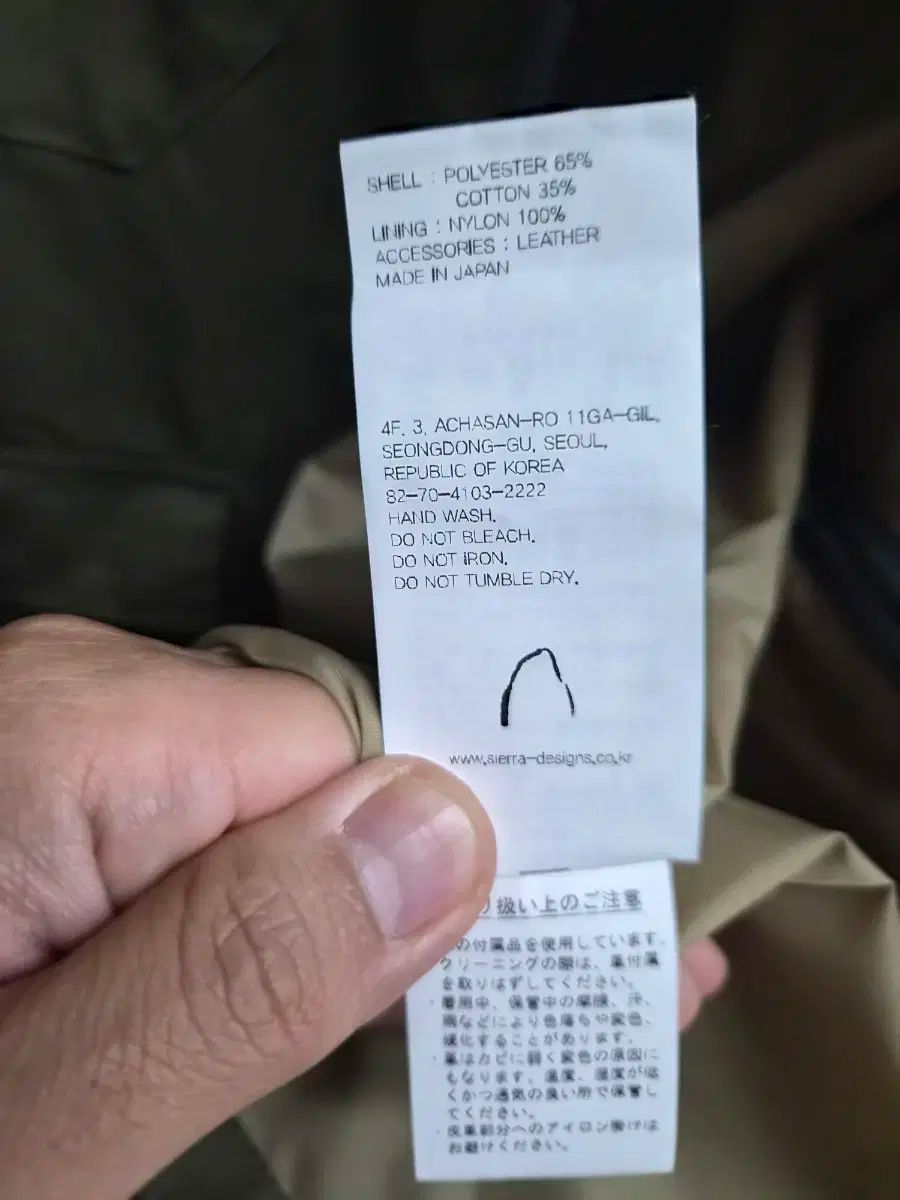 SHELL : POLYESTER 65%
COTTON 35%
LINING : NYLON 100%
ACCESSORIES : LEATHER
MADE IN JAPAN
4F. 3, ACHASAN-RO 11GA-GIL,
SEONGDONG-GU, SEOUL,
REPUBLIC OF KOREA
82-70-4103-2222
HAND WASH.
DO NOT BLEACH.
DO NOT IRON.
DO NOT TUMBLE DRY.
www.sierra-designs.co.kr
り扱い上のご注意
の付属品を使用しています。
クリーニングの際は、革付属
を取りはずしてください。
・着用中、保管中の摩擦、汗、
雨などにより色落ちや変色、
硬化することがあります。
・革はカビに弱く変色の原因に
もなります。温度、湿度が低
くかつ通気の良い所で保管し
てください。
・皮革部分へのアイロン掛けは
お避けください。